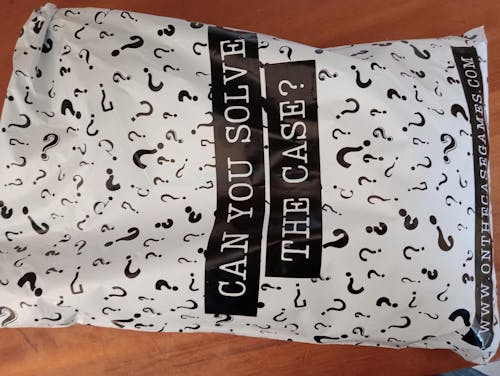 CAN YOU SOLVE
THE CASE?
WWW.ONTHECASEGAMES.COM